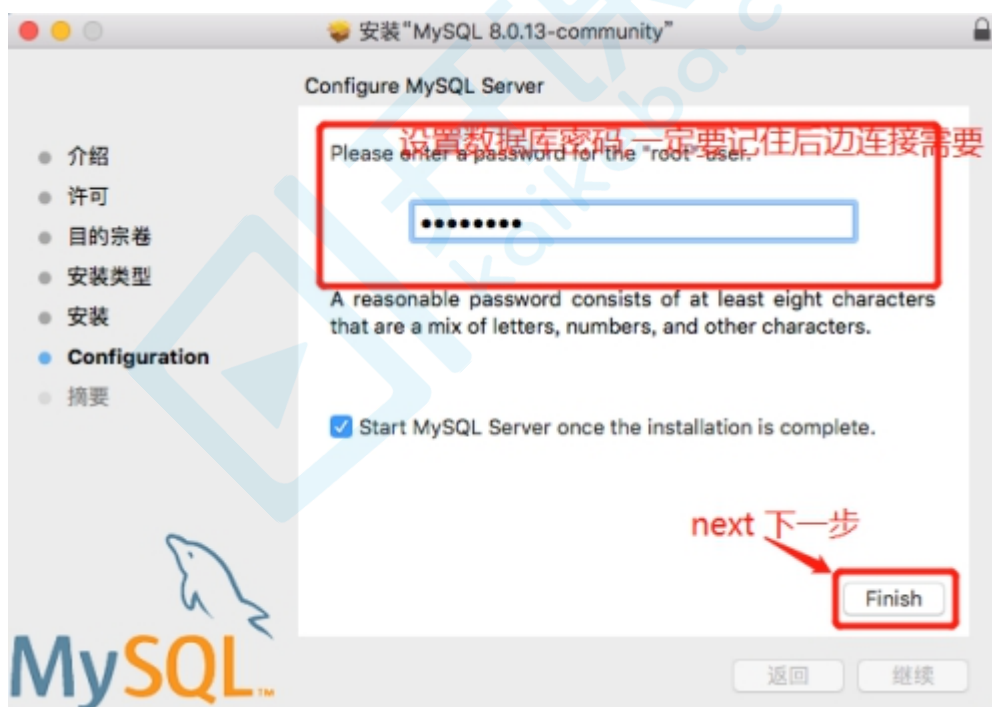 安装“MySQL 8.0.13-community”
Configure MySQL Server
设置数据库密码,一定要记住后边连接需要
Please enter a password for the "root" user.
介绍
许可
目的宗卷
安装类型
安装
Configuration
摘要
A reasonable password consists of at least eight characters
that are a mix of letters, numbers, and other characters.
Start MySQL Server once the installation is complete.
next 下一步
Finish
MySQL™
返回
继续